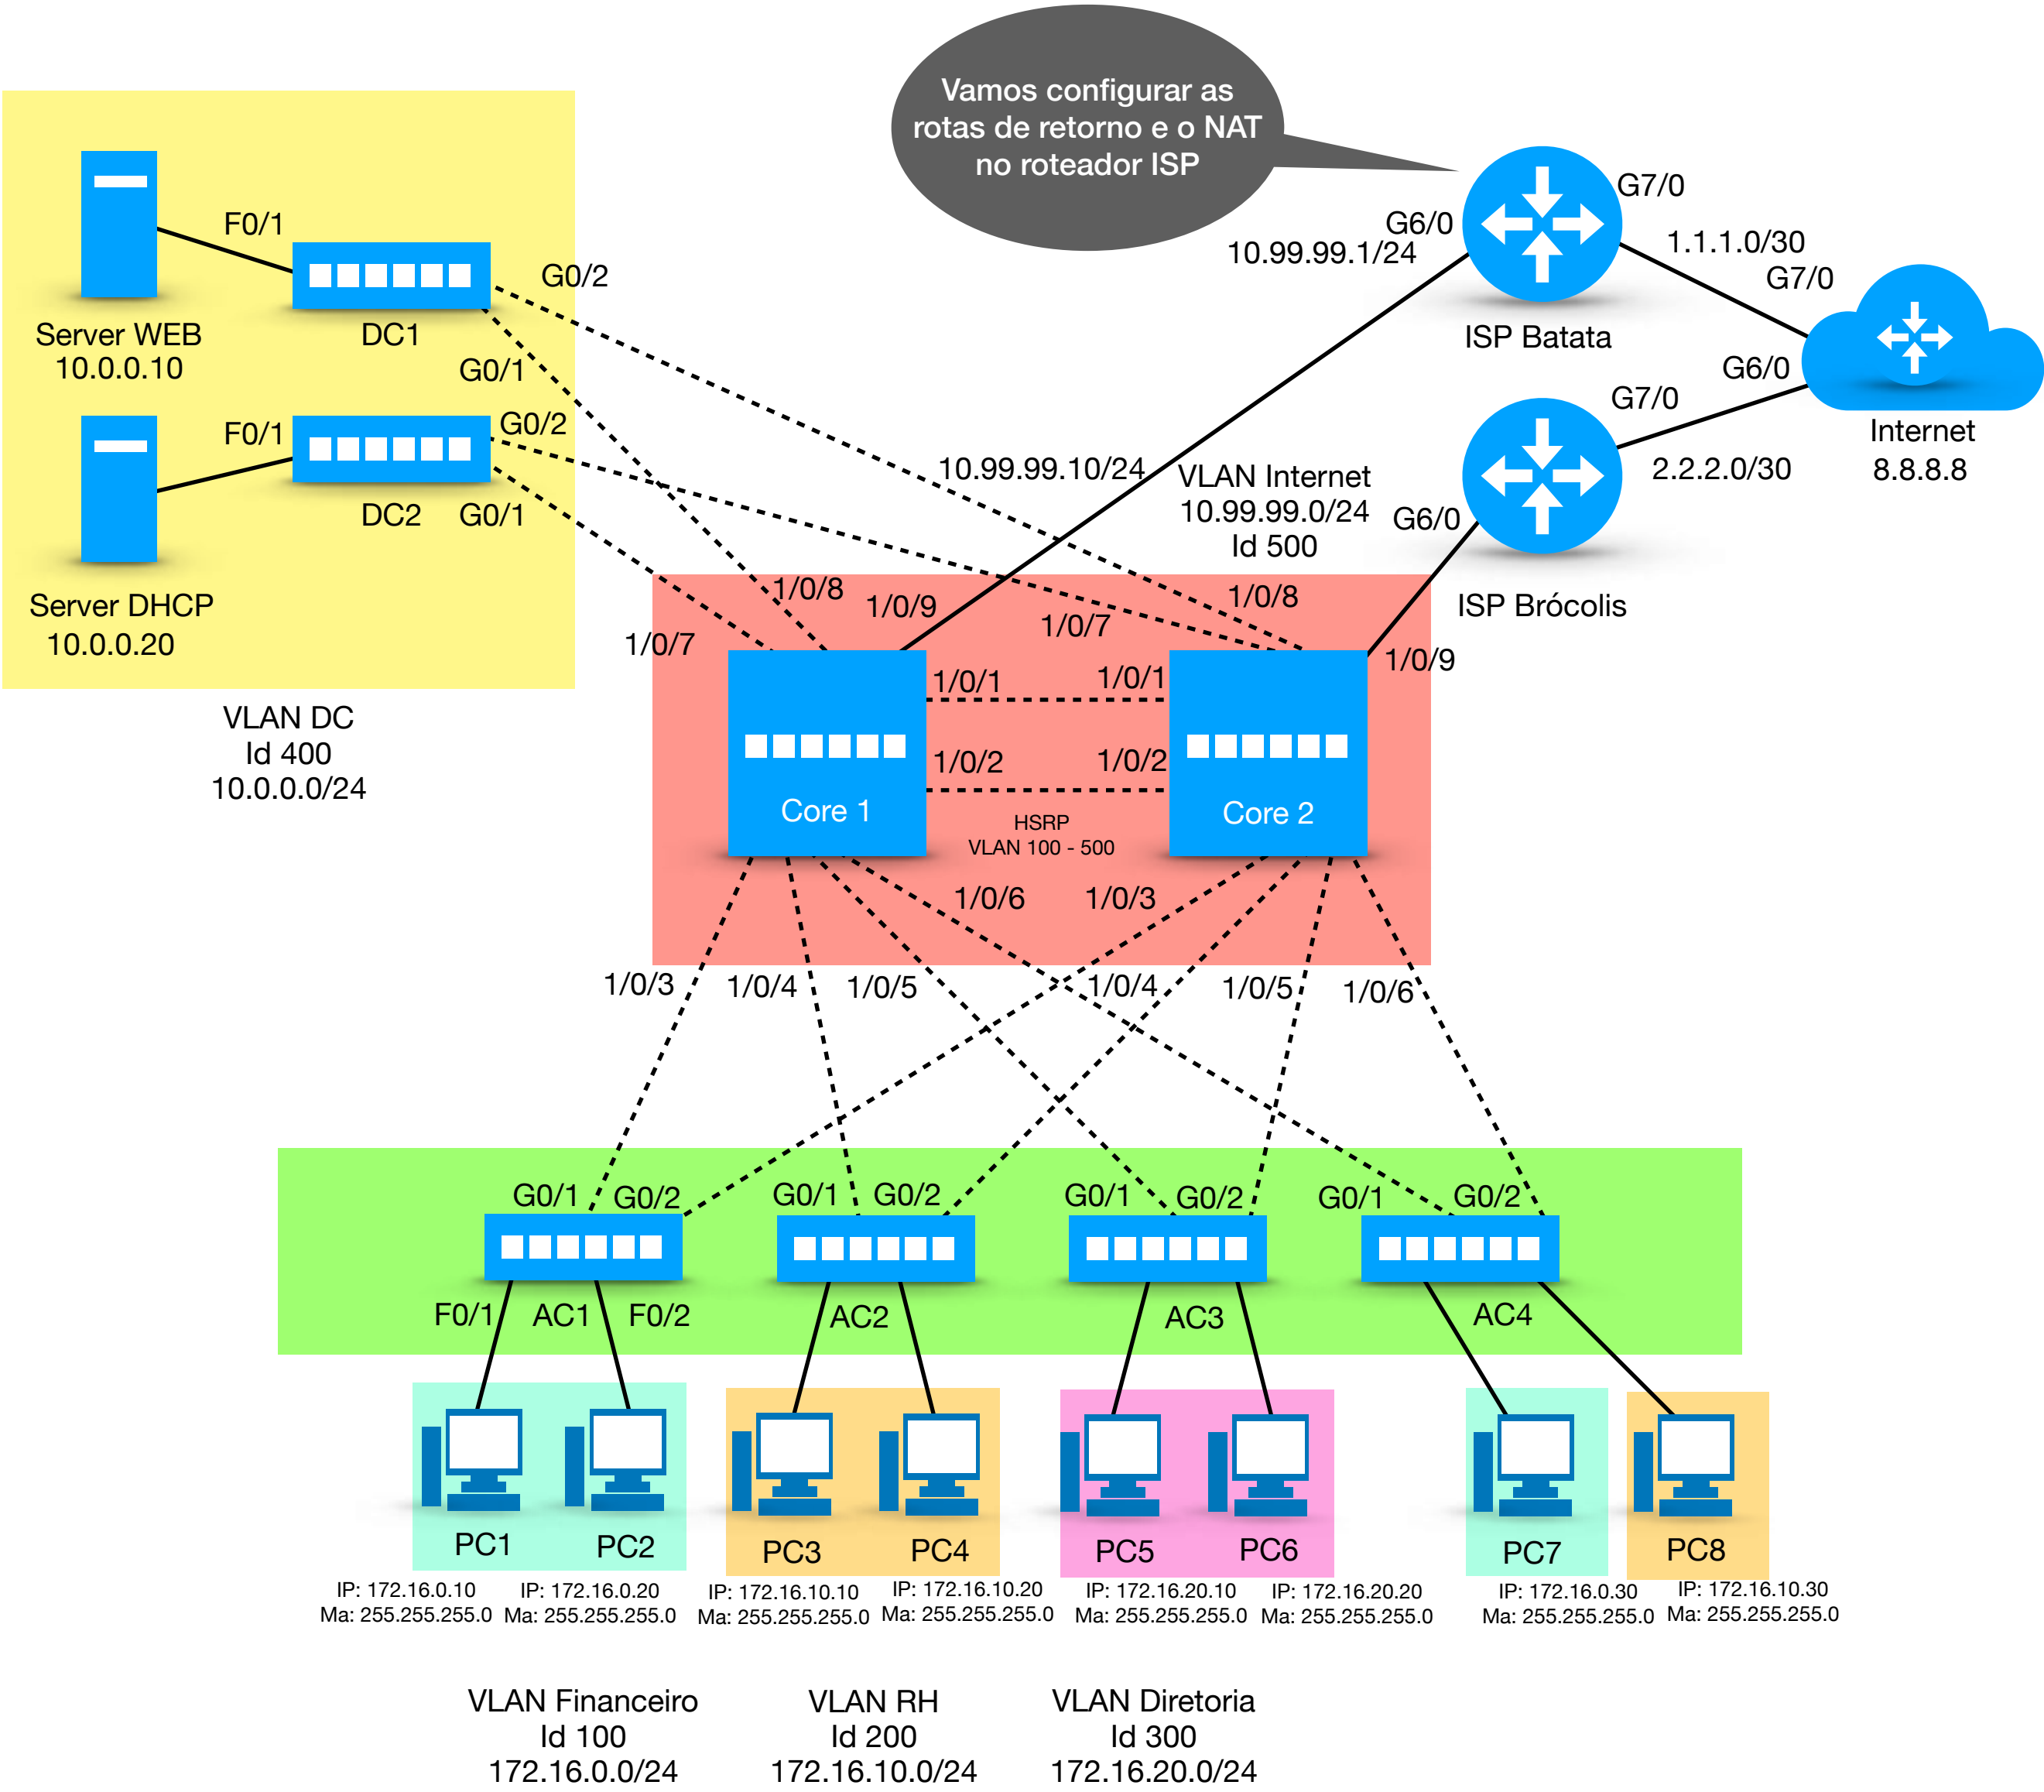 Vamos configurar as
rotas de retorno e o NAT
no roteador ISP
G7/0
G6/0
10.99.99.1/24
1.1.1.0/30
G7/0
ISP Batata
F0/1
G0/2
Server WEB
10.0.0.10
DC1
G0/1
G6/0
G7/0
Internet
8.8.8.8
2.2.2.0/30
F0/1
G0/2
DC2
G0/1
10.99.99.10/24
VLAN Internet
10.99.99.0/24
Id 500
G6/0
ISP Brócolis
Server DHCP
10.0.0.20
1/0/8
1/0/9
1/0/8
1/0/7
1/0/7
1/0/9
1/0/1
1/0/1
VLAN DC
Id 400
10.0.0.0/24
1/0/2
1/0/2
Core 1
Core 2
HSRP
VLAN 100 - 500
1/0/6
1/0/3
1/0/3
1/0/4
1/0/5
1/0/4
1/0/5
1/0/6
G0/1
G0/2
G0/1
G0/2
G0/1
G0/2
G0/1
G0/2
F0/1
AC1
F0/2
AC2
AC3
AC4
PC1
PC2
PC3
PC4
PC5
PC6
PC7
PC8
IP: 172.16.0.10
Ma: 255.255.255.0
IP: 172.16.0.20
Ma: 255.255.255.0
IP: 172.16.10.10
Ma: 255.255.255.0
IP: 172.16.10.20
Ma: 255.255.255.0
IP: 172.16.20.10
Ma: 255.255.255.0
IP: 172.16.20.20
Ma: 255.255.255.0
IP: 172.16.0.30
Ma: 255.255.255.0
IP: 172.16.10.30
Ma: 255.255.255.0
VLAN Financeiro
Id 100
172.16.0.0/24
VLAN RH
Id 200
172.16.10.0/24
VLAN Diretoria
Id 300
172.16.20.0/24